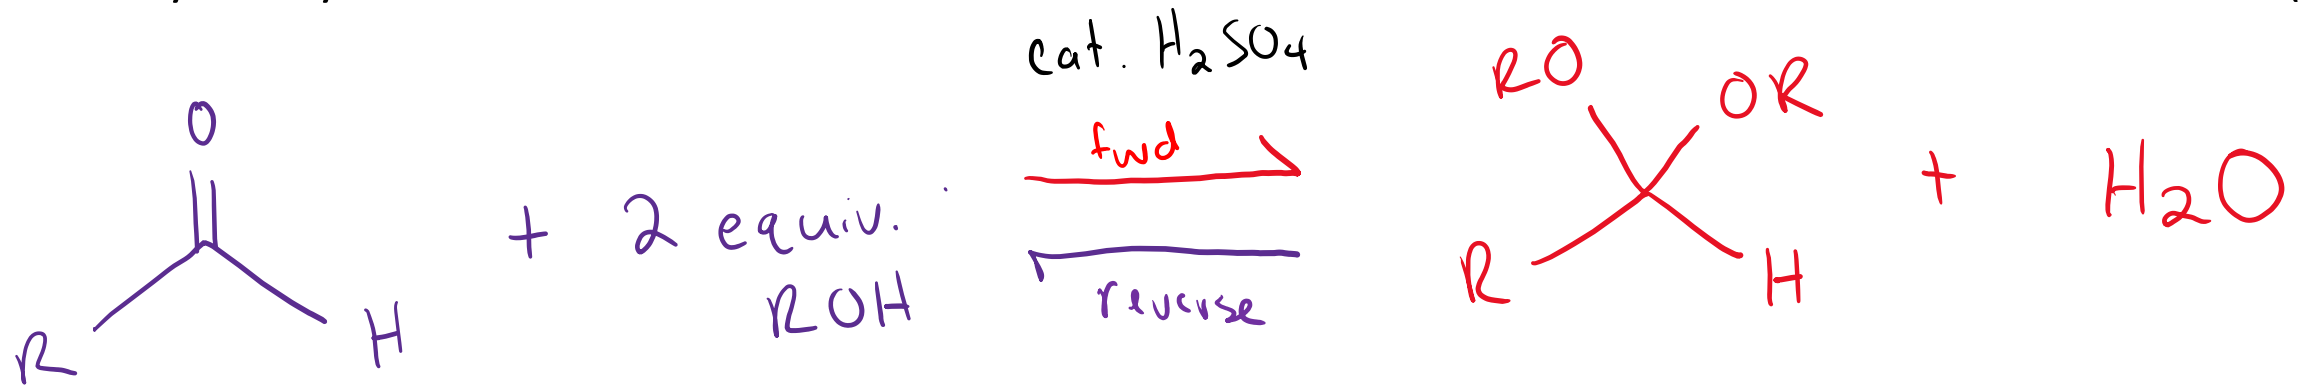 cat. H₂SO₄
RO
OR
O
fwd
+ 2 equiv.
+ H₂O
ROH
reverse
R
H
R
H